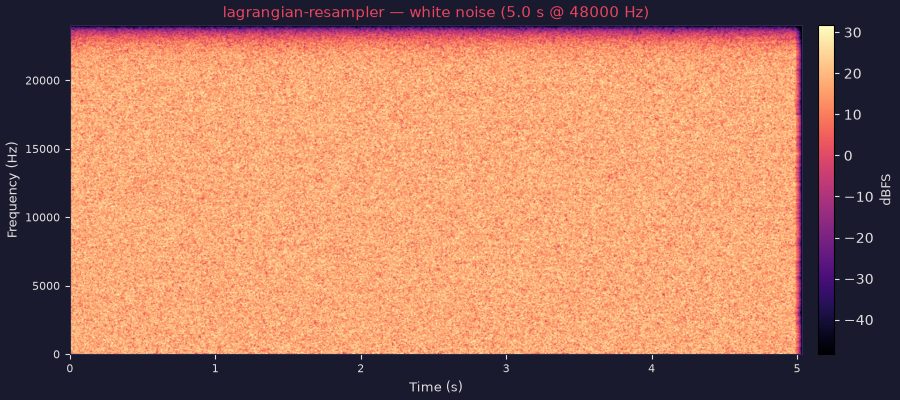 lagrangian-resampler — white noise (5.0 s @ 48000 Hz)
30
20
10
0
−10
−20
−30
−40
dBFS
20000
15000
10000
5000
0
Frequency (Hz)
0 1 2 3 4 5
Time (s)